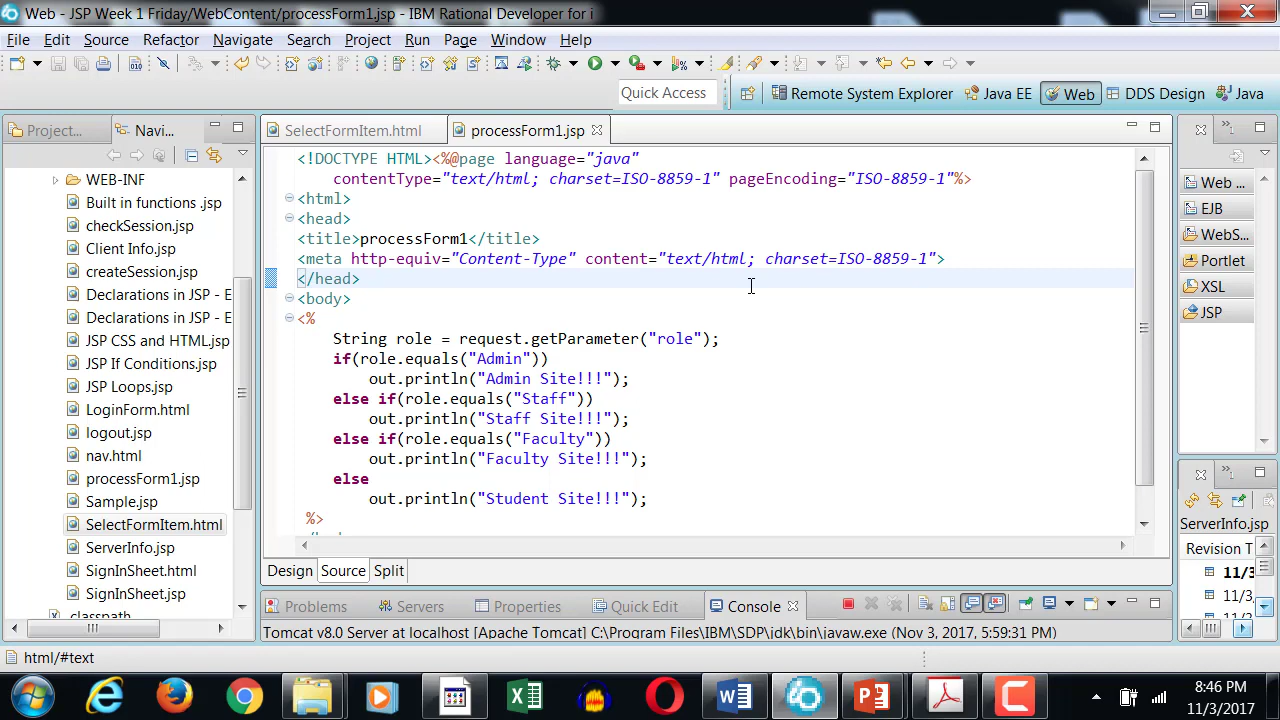 Web - JSP Week 1 Friday/WebContent/processForm1.jsp - IBM Rational Developer for i
File Edit Source Refactor Navigate Search Project Run Page Window Help
Quick Access Remote System Explorer Java EE Web DDS Design Java
Project... Navi... SelectFormItem.html processForm1.jsp
WEB-INF
Built in functions .jsp
checkSession.jsp
Client Info.jsp
createSession.jsp
Declarations in JSP - E
Declarations in JSP - E
JSP CSS and HTML.jsp
JSP If Conditions.jsp
JSP Loops.jsp
LoginForm.html
logout.jsp
nav.html
processForm1.jsp
Sample.jsp
SelectFormItem.html
ServerInfo.jsp
SignInSheet.html
SignInSheet.jsp
.classpath
<!DOCTYPE HTML><%@page language="java"
contentType="text/html; charset=ISO-8859-1" pageEncoding="ISO-8859-1"%>
<html>
<head>
<title>processForm1</title>
<meta http-equiv="Content-Type" content="text/html; charset=ISO-8859-1">
</head>
<body>
<%
String role = request.getParameter("role");
if(role.equals("Admin"))
out.println("Admin Site!!!");
else if(role.equals("Staff"))
out.println("Staff Site!!!");
else if(role.equals("Faculty"))
out.println("Faculty Site!!!");
else
out.println("Student Site!!!");
%>
Design Source Split
Web ...
EJB
WebS...
Portlet
XSL
JSP
ServerInfo.jsp
Revision T
11/3
11/3,
11/2,
Problems Servers Properties Quick Edit Console
Tomcat v8.0 Server at localhost [Apache Tomcat] C:\Program Files\IBM\SDP\jdk\bin\javaw.exe (Nov 3, 2017, 5:59:31 PM)
html/#text
8:46 PM
11/3/2017